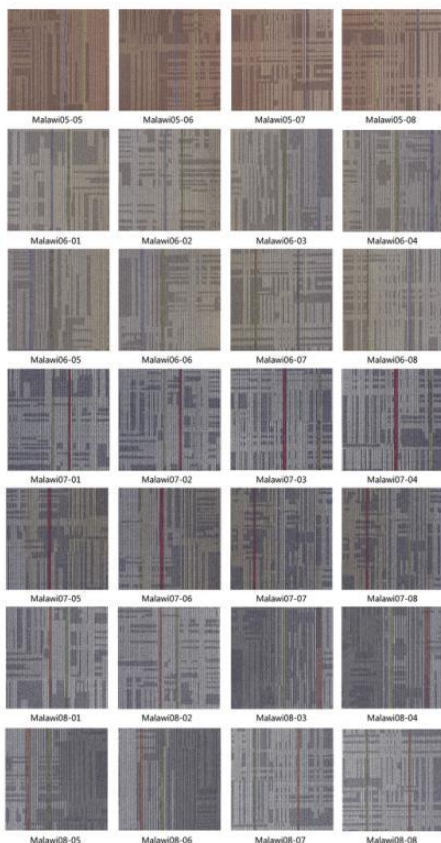 Malawi05-05 Malawi05-06 Malawi05-07 Malawi05-08
Malawi06-01 Malawi06-02 Malawi06-03 Malawi06-04
Malawi06-05 Malawi06-06 Malawi06-07 Malawi06-08
Malawi07-01 Malawi07-02 Malawi07-03 Malawi07-04
Malawi07-05 Malawi07-06 Malawi07-07 Malawi07-08
Malawi08-01 Malawi08-02 Malawi08-03 Malawi08-04
Malawi08-05 Malawi08-06 Malawi08-07 Malawi08-08